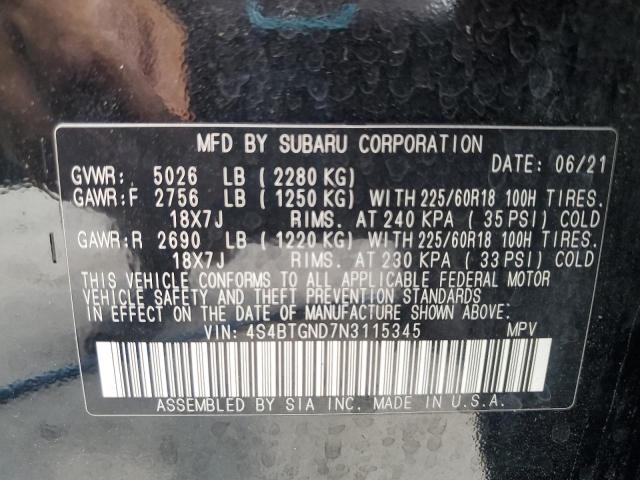 MFD BY SUBARU CORPORATION
DATE: 06/21
GVWR: 5026 LB ( 2280 KG)
GAWR:F 2756 LB ( 1250 KG) WITH 225/60R18 100H TIRES.
18X7J RIMS. AT 240 KPA ( 35 PSI) COLD
GAWR:R 2690 LB ( 1220 KG) WITH 225/60R18 100H TIRES.
18X7J RIMS. AT 230 KPA ( 33 PSI) COLD
THIS VEHICLE CONFORMS TO ALL APPLICABLE FEDERAL MOTOR
VEHICLE SAFETY AND THEFT PREVENTION STANDARDS
IN EFFECT ON THE DATE OF MANUFACTURE SHOWN ABOVE.
VIN: 4S4BTGND7N3115345 MPV
ASSEMBLED BY SIA INC. MADE IN U.S.A.